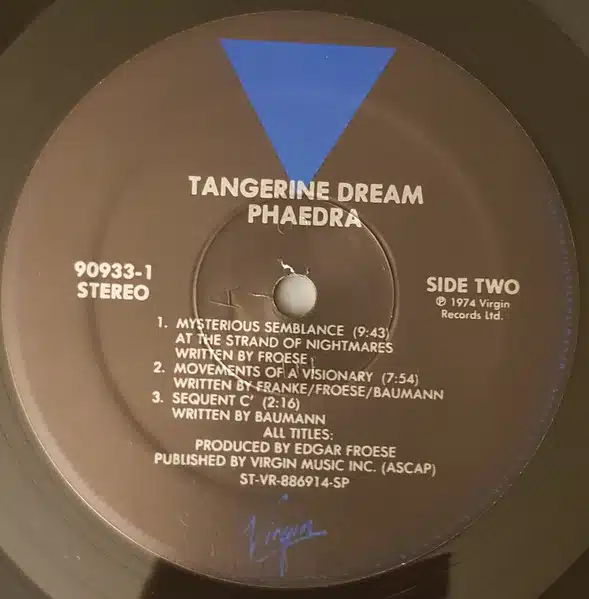 TANGERINE DREAM
PHAEDRA
90933-1
STEREO
SIDE TWO
℗ 1974 Virgin
Records Ltd.
1. MYSTERIOUS SEMBLANCE (9:43)
AT THE STRAND OF NIGHTMARES
WRITTEN BY FROESE
2. MOVEMENTS OF A VISIONARY (7:54)
WRITTEN BY FRANKE/FROESE/BAUMANN
3. SEQUENT C' (2:16)
WRITTEN BY BAUMANN
ALL TITLES:
PRODUCED BY EDGAR FROESE
PUBLISHED BY VIRGIN MUSIC INC. (ASCAP)
ST-VR-886914-SP
Virgin